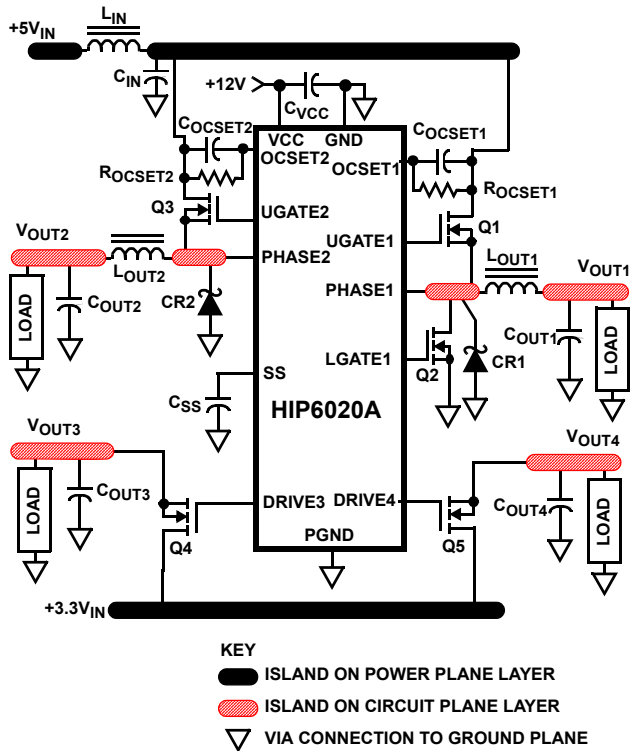 +5VIN
LIN
CIN
+12V
CVCC
VCC
GND
COCSET2
OCSET2
ROCSET2
COCSET1
OCSET1
ROCSET1
Q3
UGATE2
UGATE1
Q1
VOUT2
LOUT2
PHASE2
PHASE1
LOUT1
VOUT1
LOAD
COUT2
CR2
LGATE1
Q2
CR1
COUT1
LOAD
SS
CSS
HIP6020A
VOUT3
LOAD
COUT3
Q4
DRIVE3
DRIVE4
Q5
VOUT4
COUT4
LOAD
PGND
+3.3VIN
KEY
ISLAND ON POWER PLANE LAYER
ISLAND ON CIRCUIT PLANE LAYER
VIA CONNECTION TO GROUND PLANE